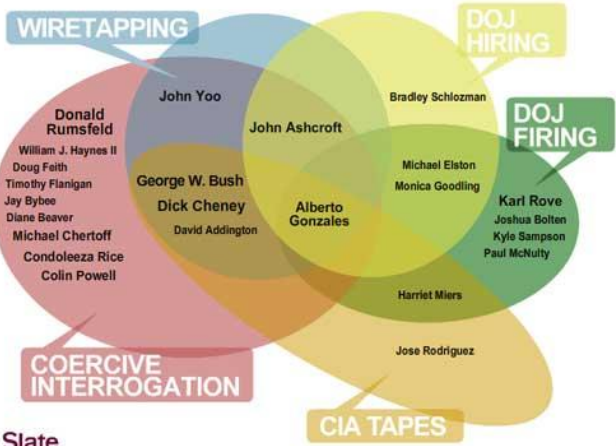 WIRETAPPING
DOJ
HIRING
DOJ
FIRING
John Yoo
Bradley Schlozman
Donald
Rumsfeld
William J. Haynes II
Doug Feith
Timothy Flanigan
Jay Bybee
Diane Beaver
Michael Chertoff
Condoleeza Rice
Colin Powell
John Ashcroft
George W. Bush
Dick Cheney
David Addington
Alberto
Gonzales
Michael Elston
Monica Goodling
Karl Rove
Joshua Bolten
Kyle Sampson
Paul McNulty
Harriet Miers
Jose Rodriguez
COERCIVE
INTERROGATION
CIA TAPES
Slate